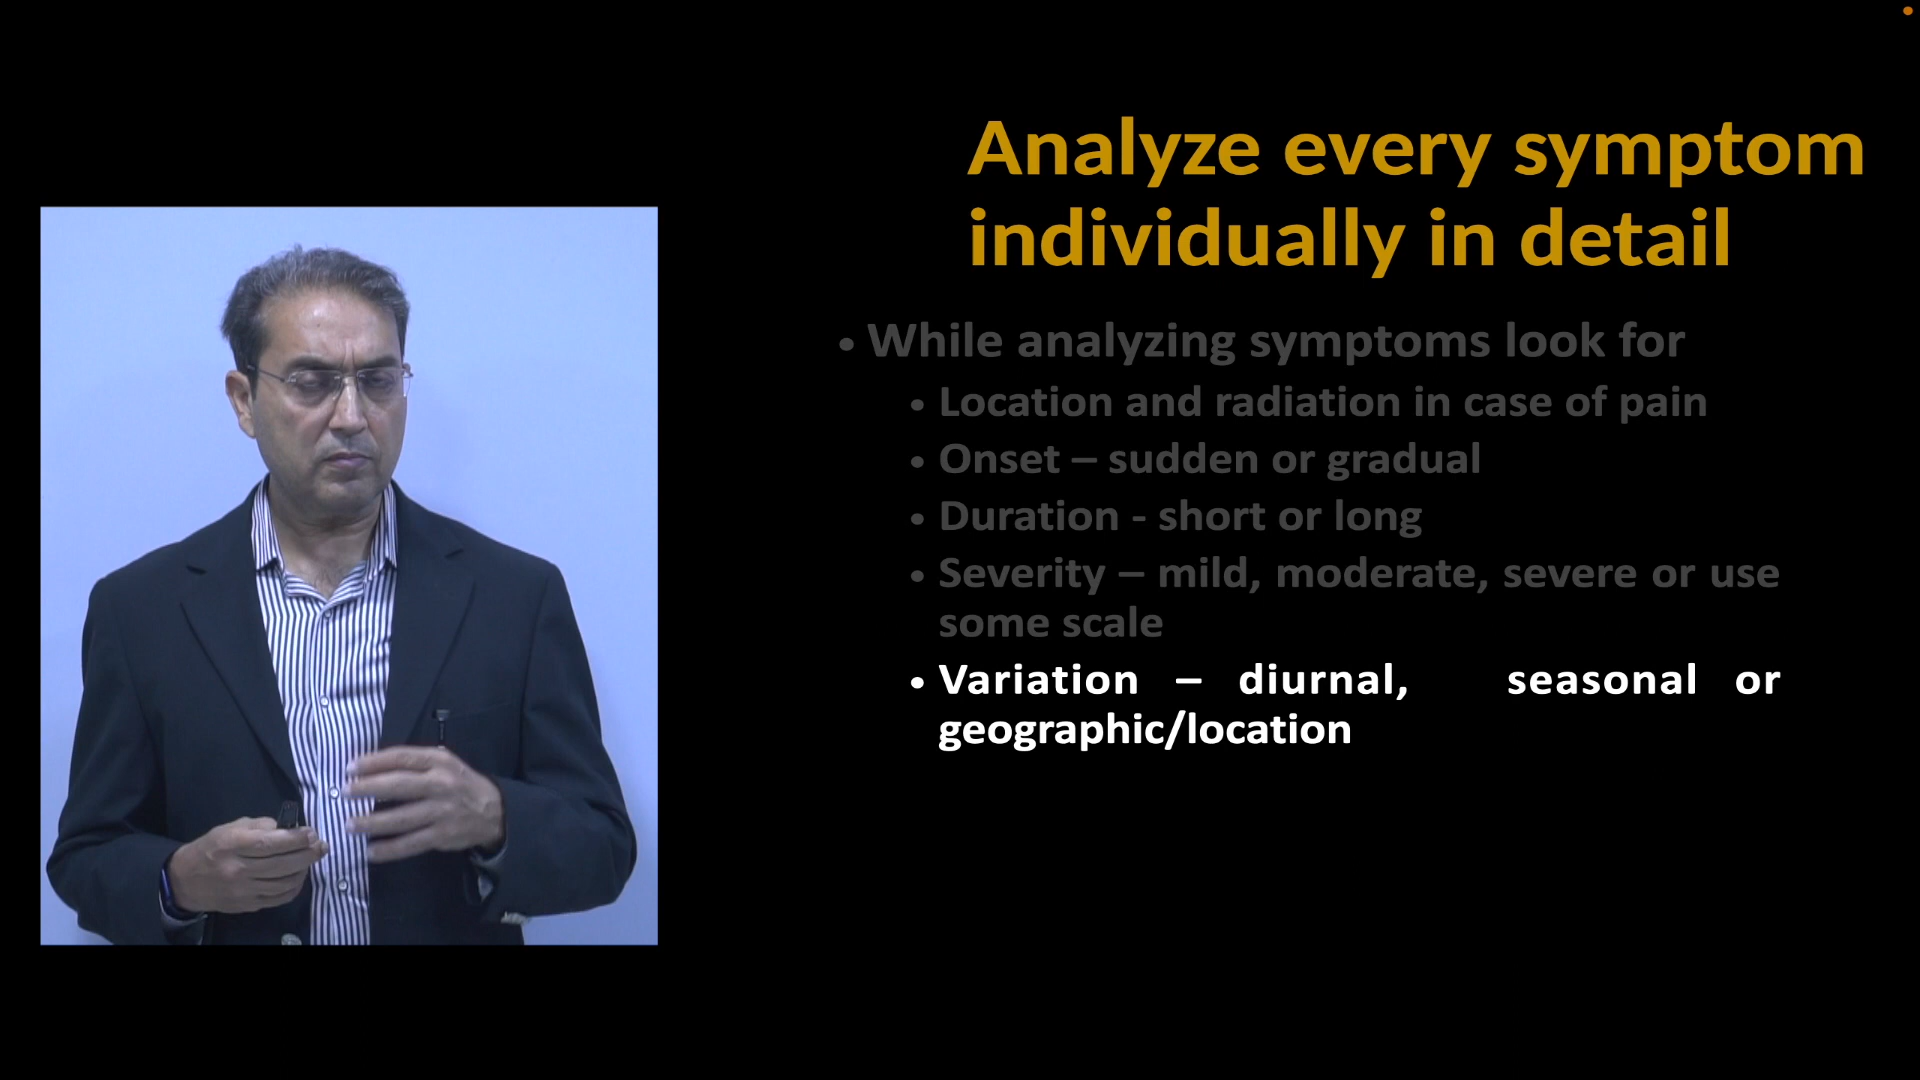 Analyze every symptom
individually in detail
• While analyzing symptoms look for
• Location and radiation in case of pain
• Onset – sudden or gradual
• Duration - short or long
• Severity – mild, moderate, severe or use
some scale
• Variation – diurnal, seasonal or
geographic/location